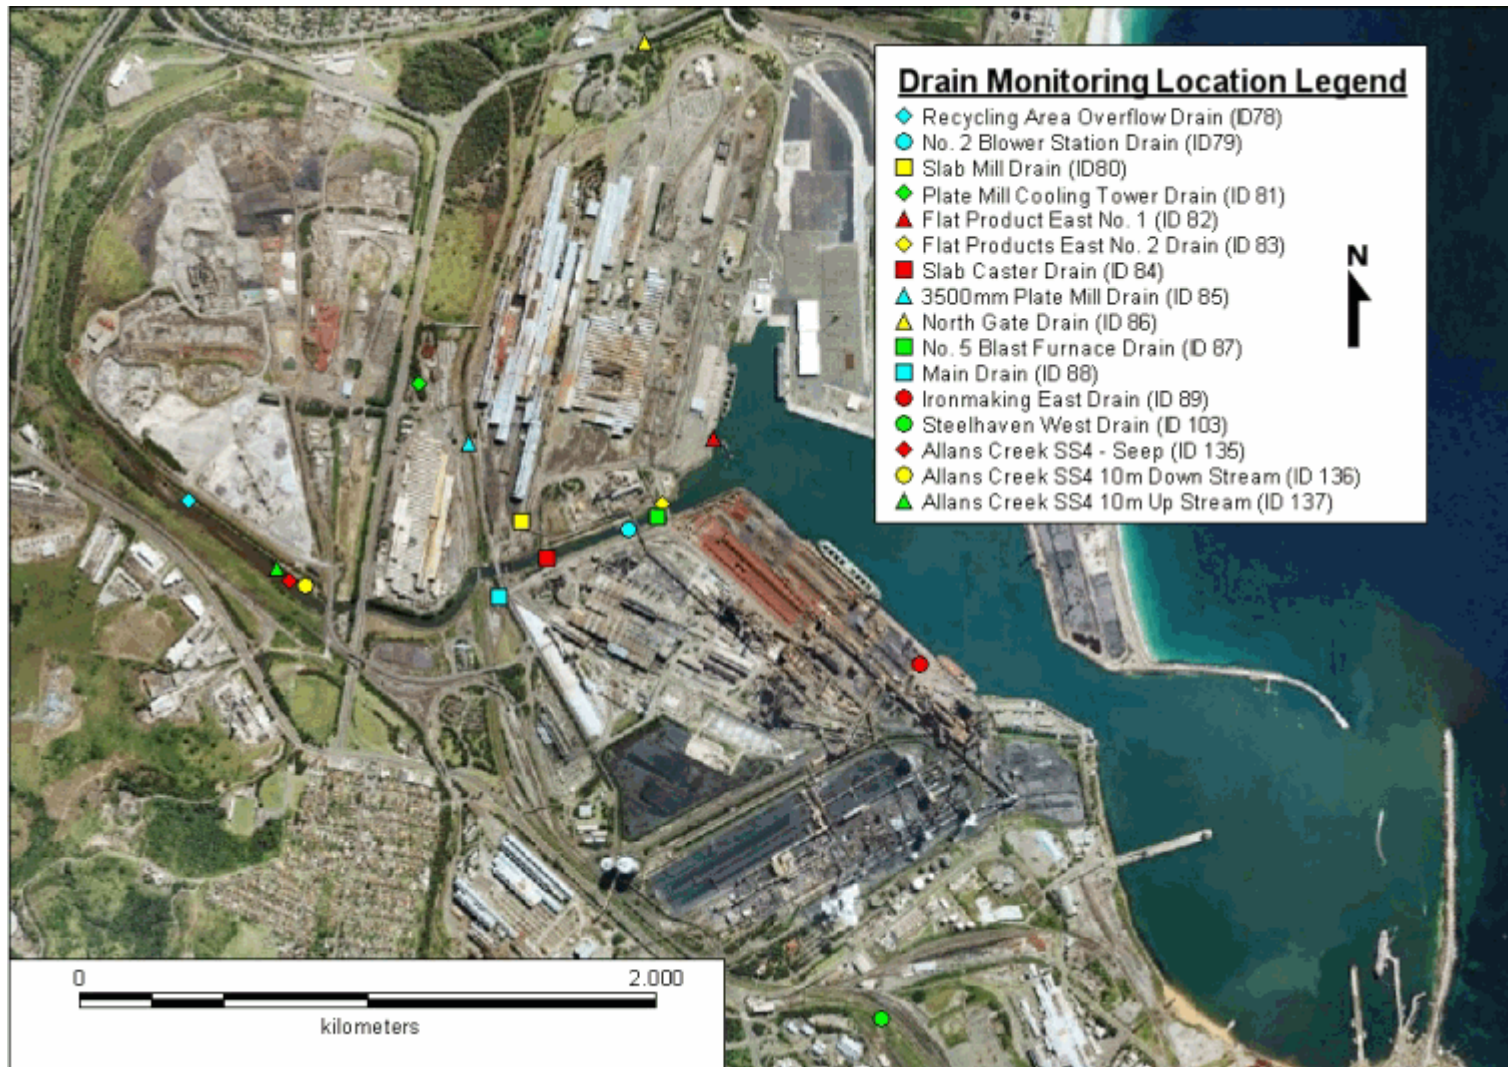 Drain Monitoring Location Legend
Recycling Area Overflow Drain (ID78)
No. 2 Blower Station Drain (ID79)
Slab Mill Drain (ID80)
Plate Mill Cooling Tower Drain (ID 81)
Flat Product East No. 1 (ID 82)
Flat Products East No. 2 Drain (ID 83)
Slab Caster Drain (ID 84)
3500mm Plate Mill Drain (ID 85)
North Gate Drain (ID 86)
No. 5 Blast Furnace Drain (ID 87)
Main Drain (ID 88)
Ironmaking East Drain (ID 89)
Steelhaven West Drain (ID 103)
Allans Creek SS4 - Seep (ID 135)
Allans Creek SS4 10m Down Stream (ID 136)
Allans Creek SS4 10m Up Stream (ID 137)
N
0 2.000
kilometers